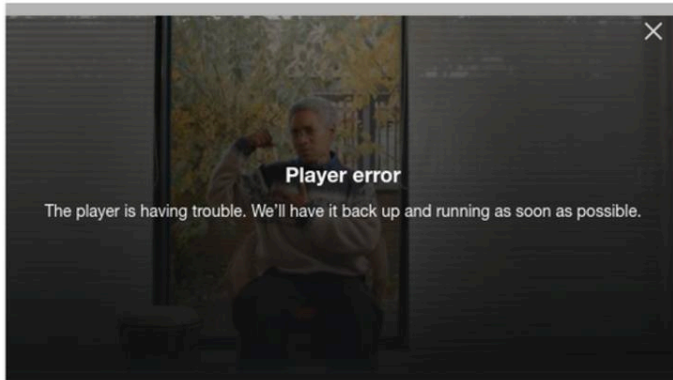 Player error
The player is having trouble. We'll have it back up and running as soon as possible.